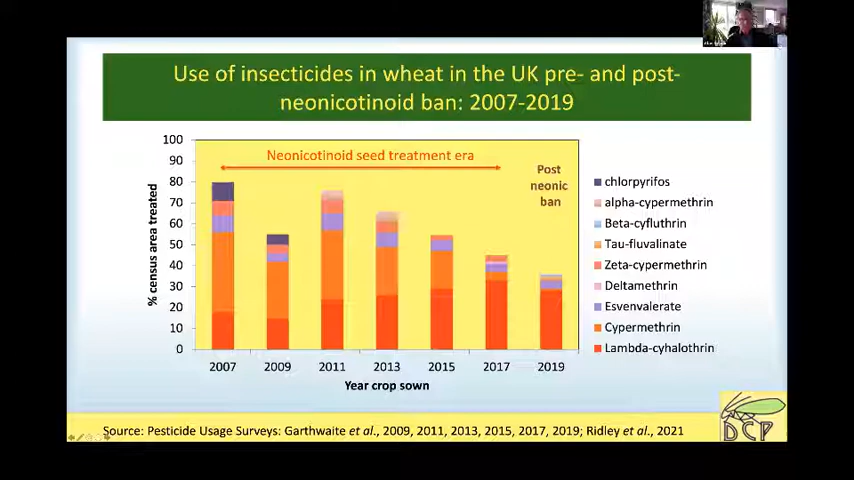 Use of insecticides in wheat in the UK pre- and post-
neonicotinoid ban: 2007-2019
100
90
80
70
60
50
40
30
20
10
0
% census area treated
Neonicotinoid seed treatment era
Post
neonic
ban
2007 2009 2011 2013 2015 2017 2019
Year crop sown
chlorpyrifos
alpha-cypermethrin
Beta-cyfluthrin
Tau-fluvalinate
Zeta-cypermethrin
Deltamethrin
Esvenvalerate
Cypermethrin
Lambda-cyhalothrin
Source: Pesticide Usage Surveys: Garthwaite et al., 2009, 2011, 2013, 2015, 2017, 2019; Ridley et al., 2021
DCP